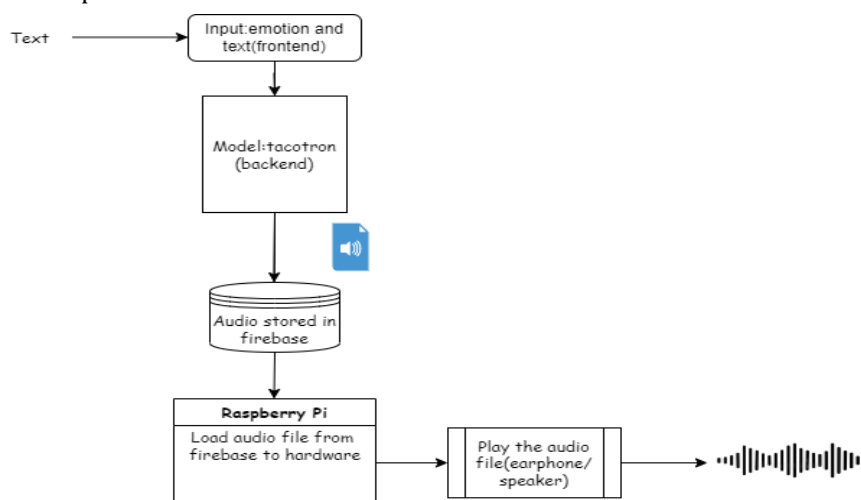 Text
Input:emotion and
text(frontend)
Model:tacotron
(backend)
Audio stored in
firebase
Raspberry Pi
Load audio file from
firebase to hardware
Play the audio
file(earphone/
speaker)